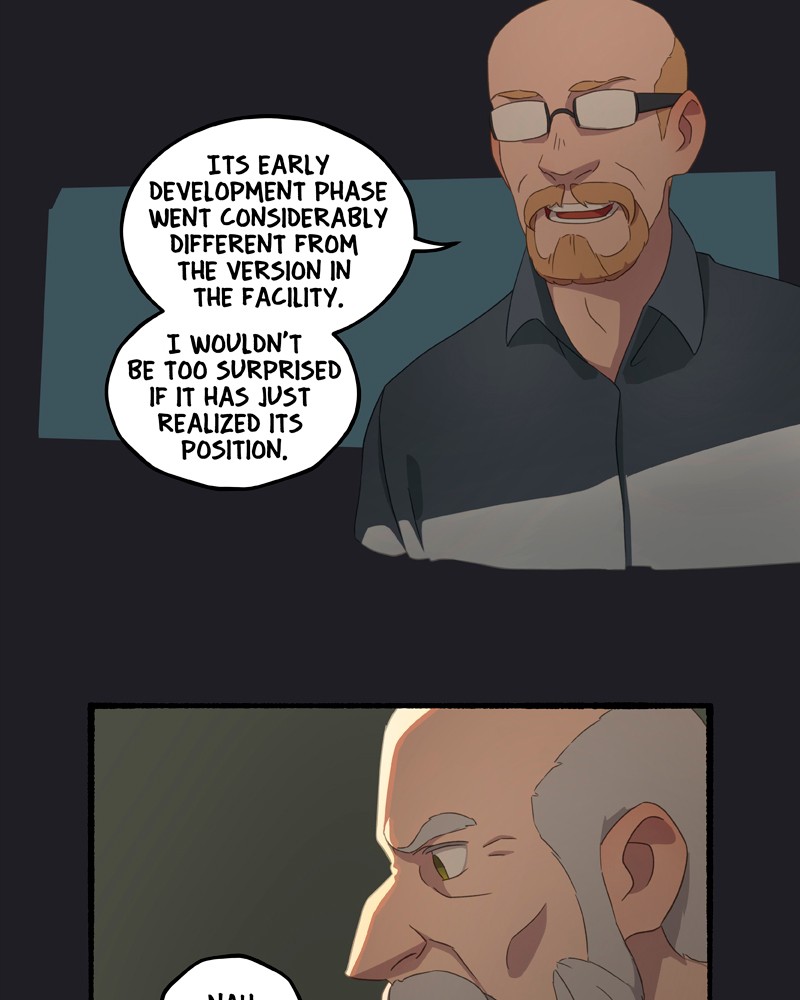 ITS EARLY
DEVELOPMENT PHASE
WENT CONSIDERABLY
DIFFERENT FROM
THE VERSION IN
THE FACILITY.
I WOULDN'T
BE TOO SURPRISED
IF IT HAS JUST
REALIZED ITS
POSITION.
NAH